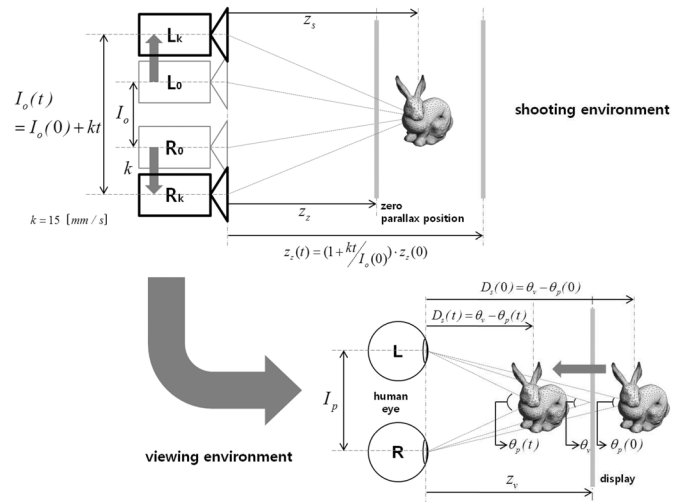 z_s
L_k
L_0
I_o(t)
= I_o(0) + kt
I_o
R_0
k
R_k
k = 15 [mm / s]
shooting environment
z_z
zero
parallax position
z_z(t) = (1 + kt/I_o(0)) · z_z(0)
D_z(0) = θ_v − θ_p(0)
D_z(t) = θ_v − θ_p(t)
L
I_p
human
eye
R
θ_p(t)
θ_v
θ_p(0)
viewing environment
z_v
display